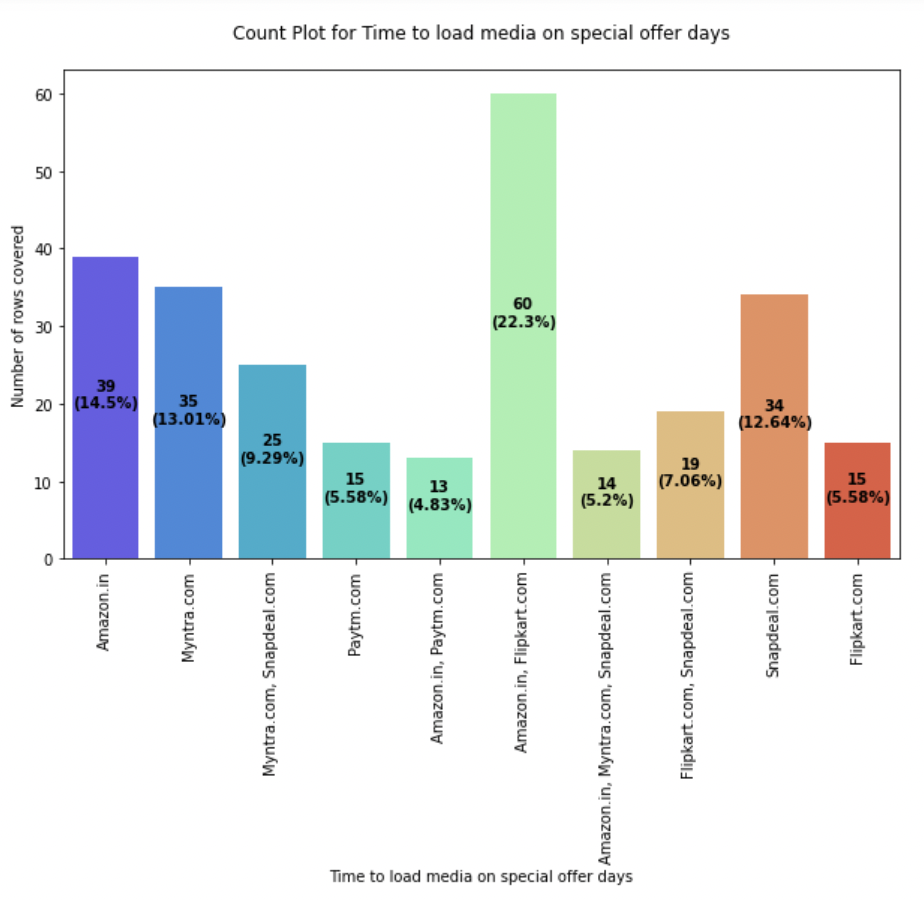 Count Plot for Time to load media on special offer days
Number of rows covered
60
50
40
30
20
10
0
39
(14.5%)
35
(13.01%)
25
(9.29%)
15
(5.58%)
13
(4.83%)
60
(22.3%)
14
(5.2%)
19
(7.06%)
34
(12.64%)
15
(5.58%)
Amazon.in
Myntra.com
Myntra.com, Snapdeal.com
Paytm.com
Amazon.in, Paytm.com
Amazon.in, Flipkart.com
Amazon.in, Myntra.com, Snapdeal.com
Flipkart.com, Snapdeal.com
Snapdeal.com
Flipkart.com
Time to load media on special offer days